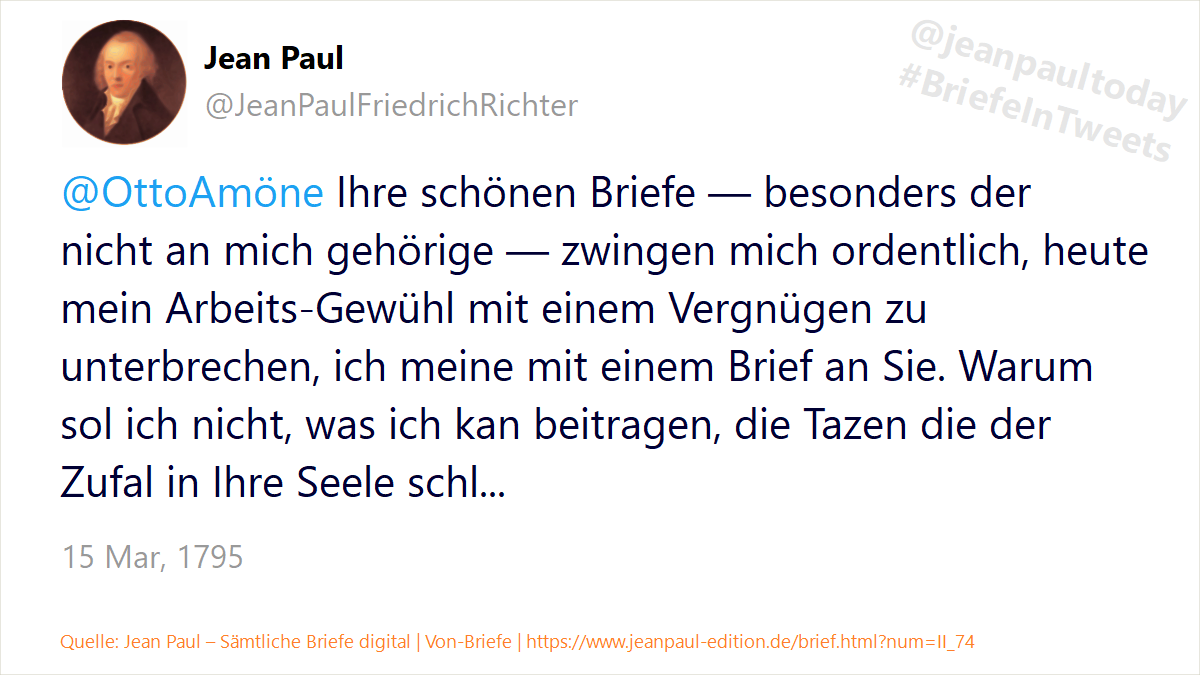 Jean Paul
@JeanPaulFriedrichRichter
@jeanpaultoday
#BriefeInTweets
@OttoAmöne Ihre schönen Briefe — besonders der
nicht an mich gehörige — zwingen mich ordentlich, heute
mein Arbeits-Gewühl mit einem Vergnügen zu
unterbrechen, ich meine mit einem Brief an Sie. Warum
sol ich nicht, was ich kan beitragen, die Tazen die der
Zufal in Ihre Seele schl...
15 Mar, 1795
Quelle: Jean Paul – Sämtliche Briefe digital | Von-Briefe | https://www.jeanpaul-edition.de/brief.html?num=II_74